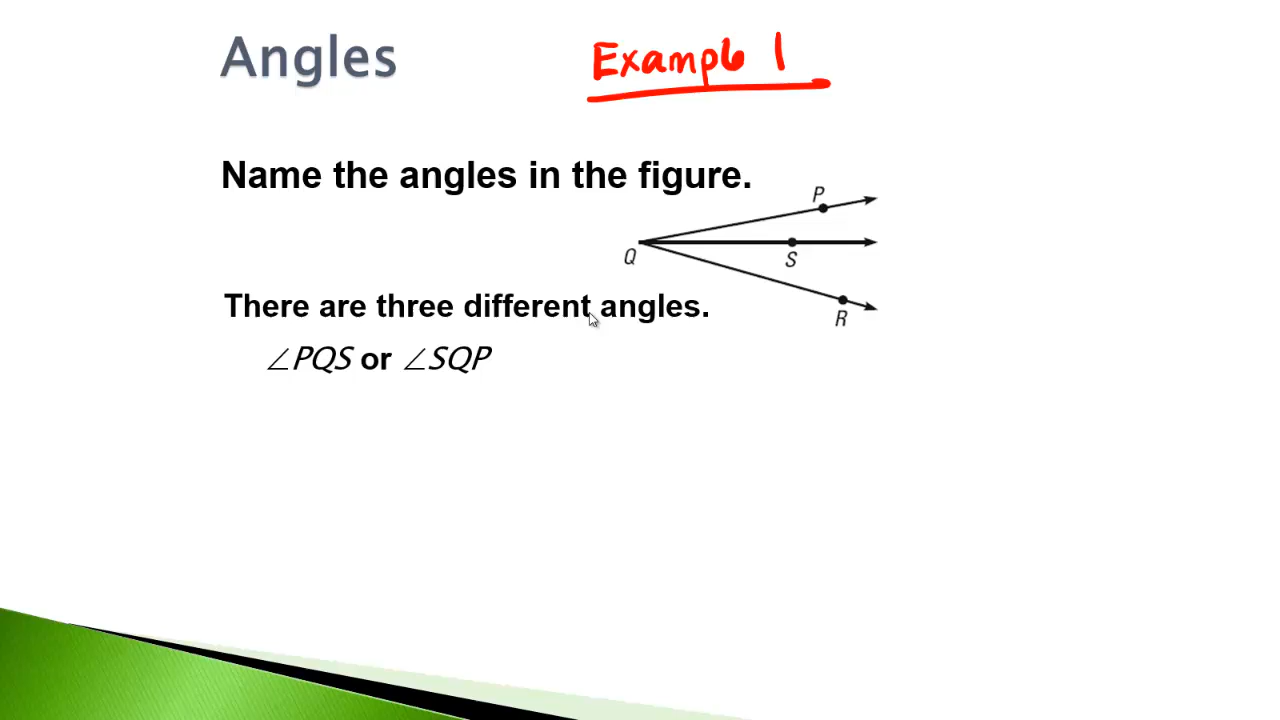 Angles
Example 1
Name the angles in the figure.
P
Q
S
There are three different angles.
R
∠PQS or ∠SQP